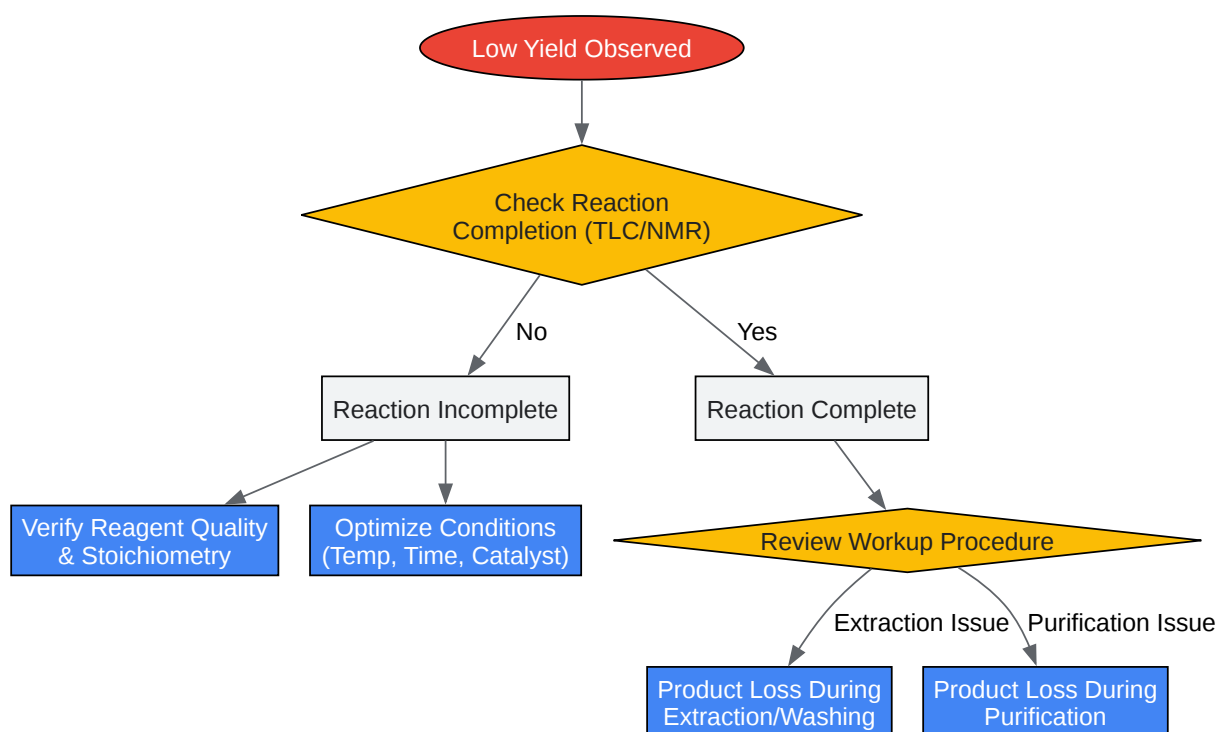 Low Yield Observed
Check Reaction
Completion (TLC/NMR)
No
Yes
Reaction Incomplete
Reaction Complete
Verify Reagent Quality
& Stoichiometry
Optimize Conditions
(Temp, Time, Catalyst)
Review Workup Procedure
Extraction Issue
Purification Issue
Product Loss During
Extraction/Washing
Product Loss During
Purification